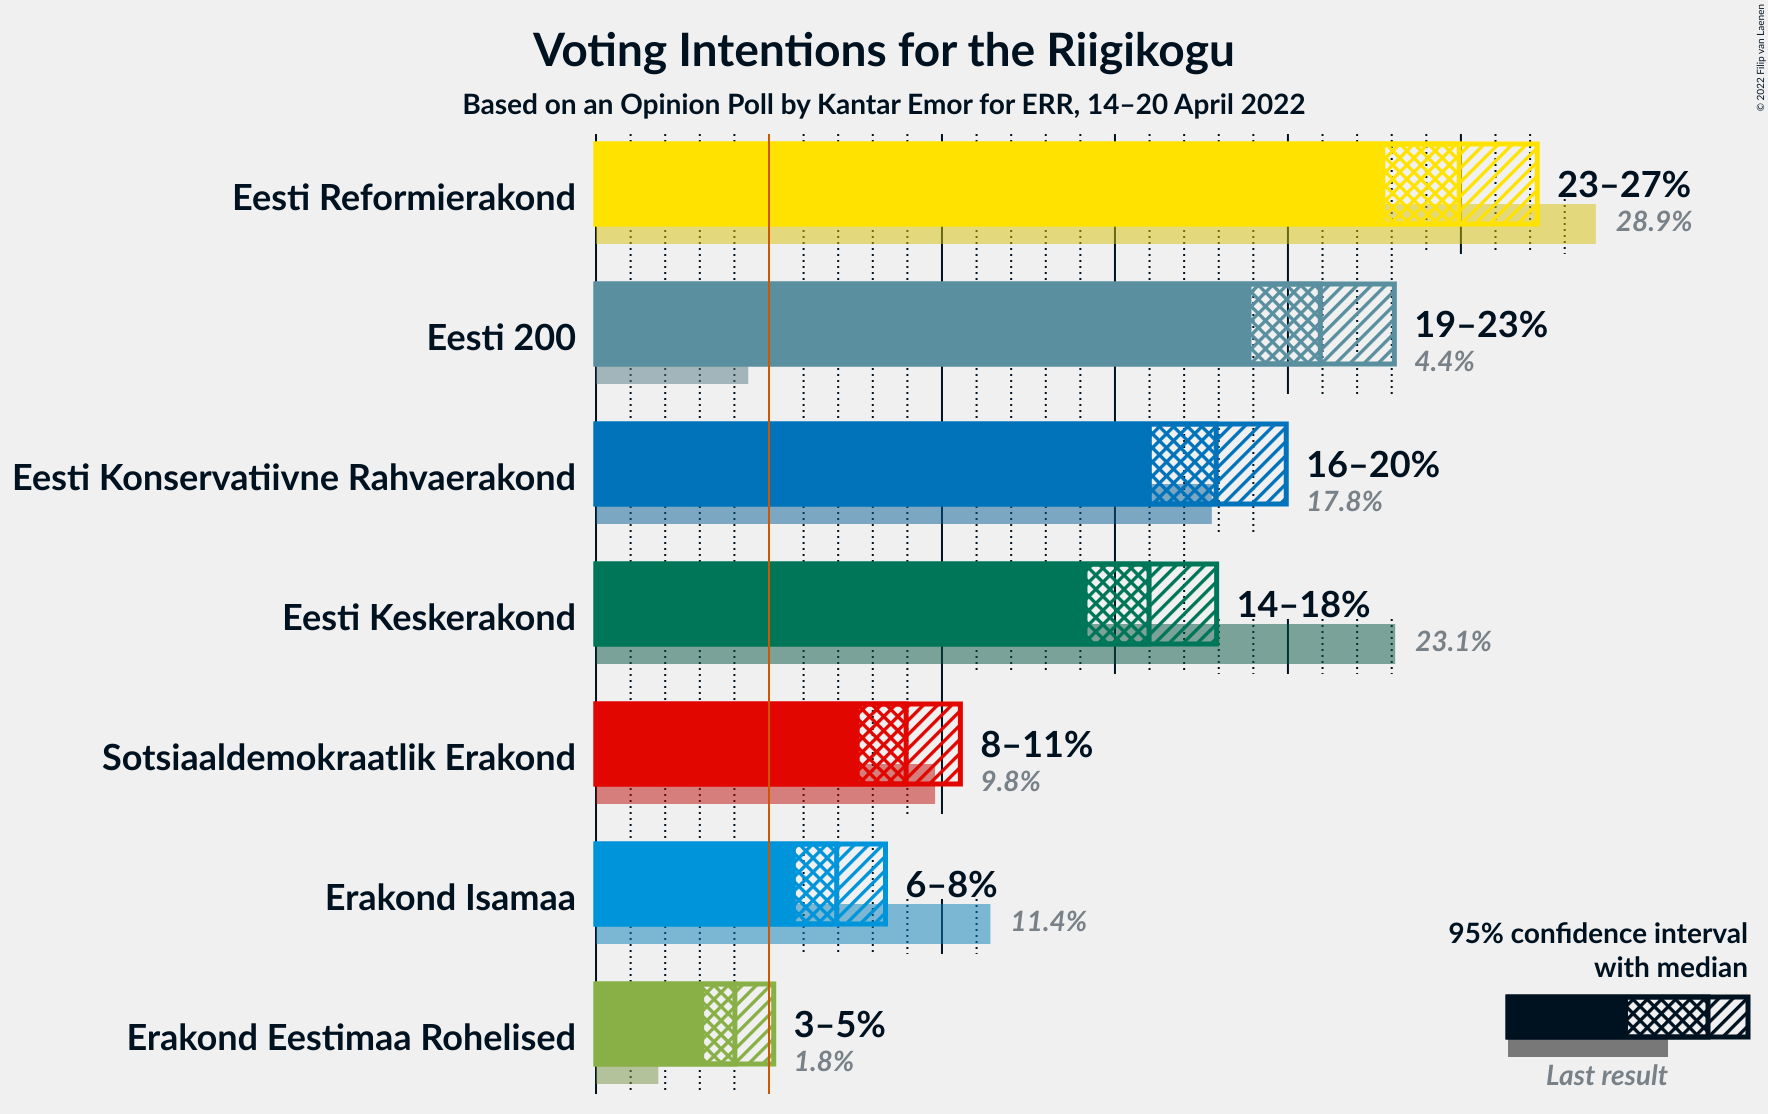 Voting Intentions for the Riigikogu
Based on an Opinion Poll by Kantar Emor for ERR, 14–20 April 2022
© 2022 Filip van Laenen
Eesti Reformierakond
23–27%
28.9%
Eesti 200
19–23%
4.4%
Eesti Konservatiivne Rahvaerakond
16–20%
17.8%
Eesti Keskerakond
14–18%
23.1%
Sotsiaaldemokraatlik Erakond
8–11%
9.8%
Erakond Isamaa
6–8%
11.4%
Erakond Eestimaa Rohelised
3–5%
1.8%
95% confidence interval
with median
Last result